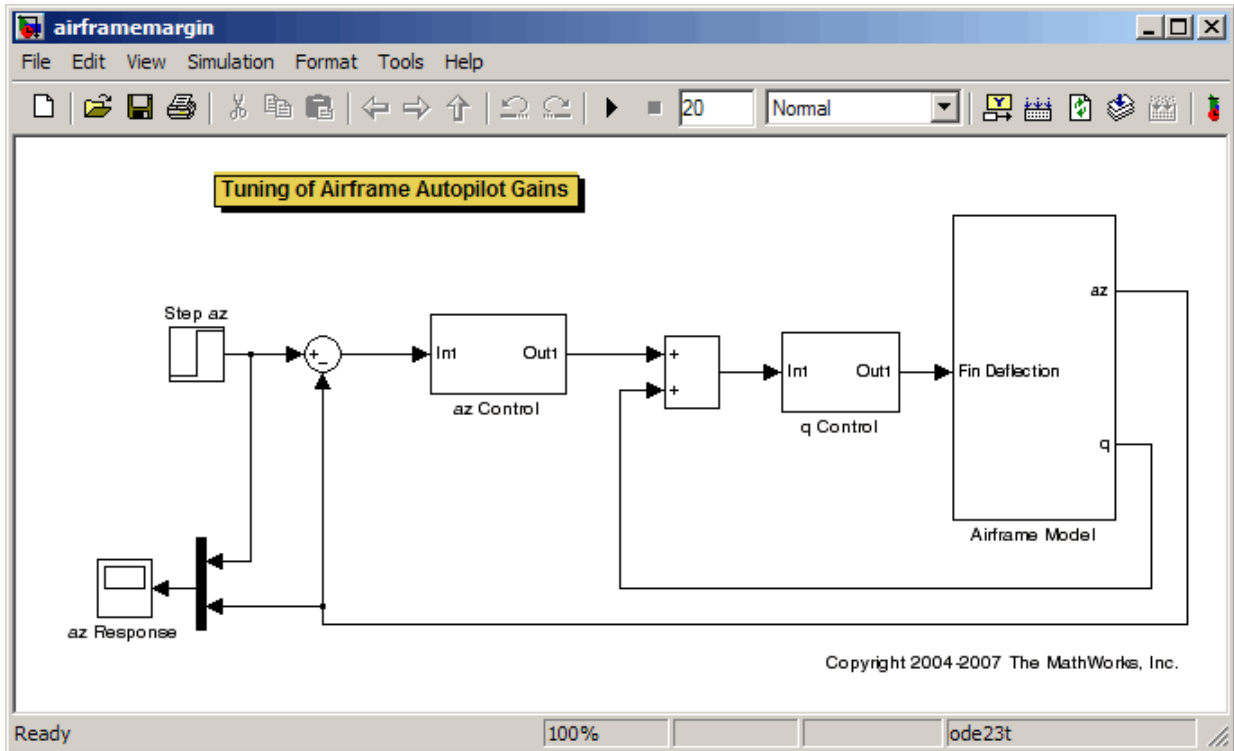 airframemargin
File Edit View Simulation Format Tools Help
20 Normal
Tuning of Airframe Autopilot Gains
Step az
+
−
In1 Out1
az Control
+
+
In1 Out1
q Control
az
Fin Deflection
q
Airframe Model
az Response
Copyright 2004-2007 The MathWorks, Inc.
Ready 100% ode23t